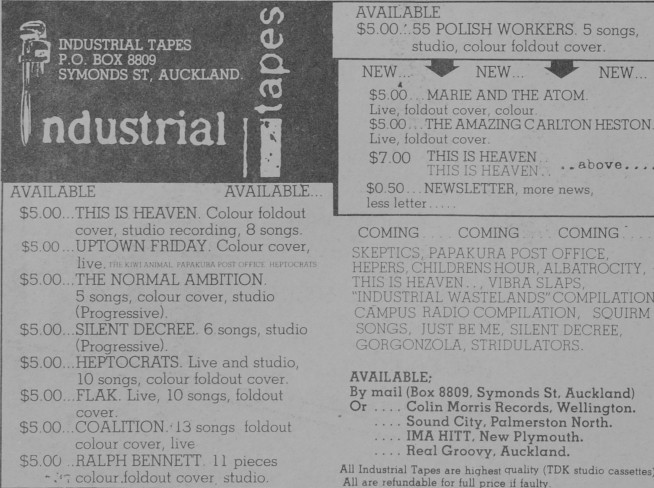 INDUSTRIAL TAPES
P.O. BOX 8809
SYMONDS ST, AUCKLAND.
Industrial tapes
AVAILABLE AVAILABLE...
$5.00...THIS IS HEAVEN. Colour foldout
cover, studio recording, 8 songs.
$5.00...UPTOWN FRIDAY. Colour cover,
live. THE KIWI ANIMAL, PAPAKURA POST OFFICE, HEPTOCRATS
$5.00...THE NORMAL AMBITION.
5 songs, colour cover, studio
(Progressive).
$5.00...SILENT DECREE. 6 songs, studio
(Progressive).
$5.00...HEPTOCRATS. Live and studio,
10 songs, colour foldout cover.
$5.00...FLAK. Live, 10 songs, foldout
cover.
$5.00...COALITION. 13 songs foldout
colour cover, live
$5.00...RALPH BENNETT. 11 pieces
colour foldout cover, studio.
AVAILABLE
$5.00...55 POLISH WORKERS. 5 songs,
studio, colour foldout cover.
NEW... NEW... NEW...
$5.00...MARIE AND THE ATOM.
Live, foldout cover, colour.
$5.00...THE AMAZING CARLTON HESTON.
Live, foldout cover.
$7.00 THIS IS HEAVEN..
THIS IS HEAVEN.. ..above....
$0.50...NEWSLETTER, more news,
less letter.....
COMING.... COMING.... COMING.....
SKEPTICS, PAPAKURA POST OFFICE,
HEPERS, CHILDRENS HOUR, ALBATROCITY,
THIS IS HEAVEN.., VIBRA SLAPS,
"INDUSTRIAL WASTELANDS" COMPILATION
CAMPUS RADIO COMPILATION, SQUIRM
SONGS, JUST BE ME, SILENT DECREE,
GORGONZOLA, STRIDULATORS.
AVAILABLE:
By mail (Box 8809, Symonds St, Auckland)
Or .... Colin Morris Records, Wellington.
.... Sound City, Palmerston North.
.... IMA HITT, New Plymouth.
.... Real Groovy, Auckland.
All Industrial Tapes are highest quality (TDK studio cassettes)
All are refundable for full price if faulty.